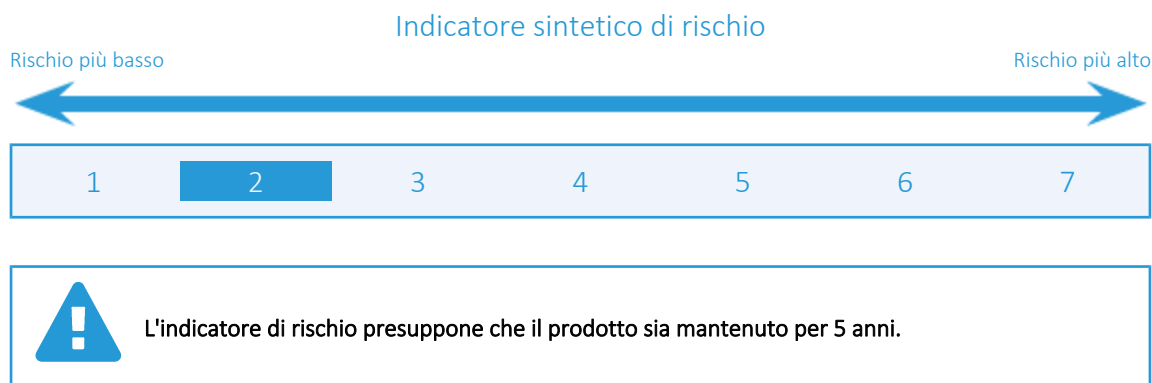 Indicatore sintetico di rischio
Rischio più basso Rischio più alto
1 2 3 4 5 6 7
L'indicatore di rischio presuppone che il prodotto sia mantenuto per 5 anni.